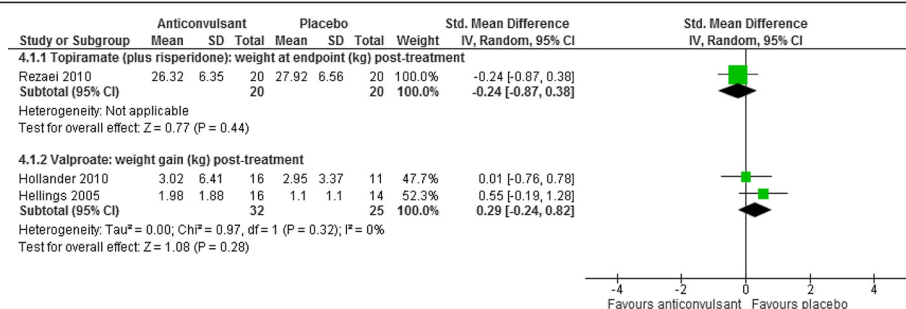 Anticonvulsant Placebo Std. Mean Difference Std. Mean Difference
Study or Subgroup Mean SD Total Mean SD Total Weight IV, Random, 95% CI IV, Random, 95% CI
4.1.1 Topiramate (plus risperidone): weight at endpoint (kg) post-treatment
Rezaei 2010 26.32 6.35 20 27.92 6.56 20 100.0% -0.24 [-0.87, 0.38]
Subtotal (95% CI) 20 20 100.0% -0.24 [-0.87, 0.38]
Heterogeneity: Not applicable
Test for overall effect: Z = 0.77 (P = 0.44)
4.1.2 Valproate: weight gain (kg) post-treatment
Hollander 2010 3.02 6.41 16 2.95 3.37 11 47.7% 0.01 [-0.76, 0.78]
Hellings 2005 1.98 1.88 16 1.1 1.1 14 52.3% 0.55 [-0.19, 1.28]
Subtotal (95% CI) 32 25 100.0% 0.29 [-0.24, 0.82]
Heterogeneity: Tau² = 0.00; Chi² = 0.97, df = 1 (P = 0.32); I² = 0%
Test for overall effect: Z = 1.08 (P = 0.28)
-4 -2 0 2 4
Favours anticonvulsant Favours placebo